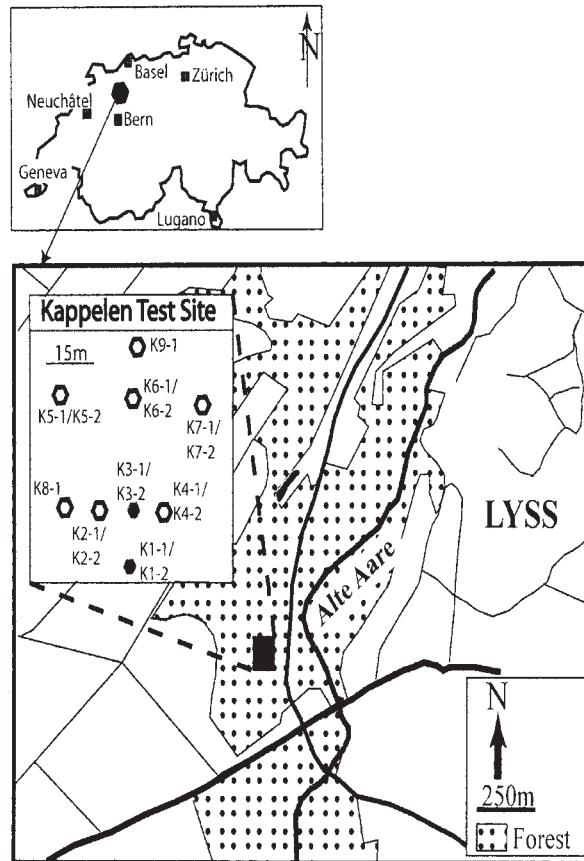 N
Basel
Zürich
Neuchâtel
Bern
Geneva
Lugano
Kappelen Test Site
15m
K9-1
K6-1/
K6-2
K5-1/K5-2
K7-1/
K7-2
K3-1/
K3-2
K8-1
K4-1/
K4-2
K2-1/
K2-2
K1-1/
K1-2
LYSS
Alte Aare
N
250m
Forest